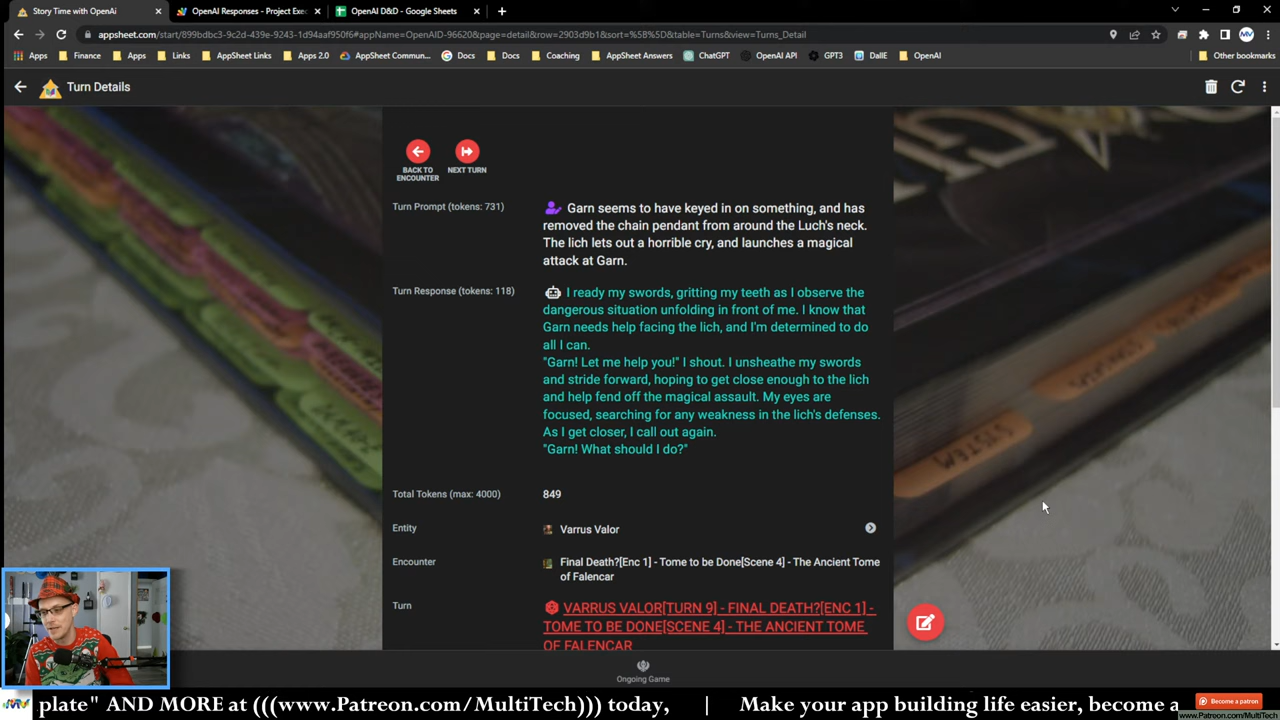 Story Time with OpenAi
OpenAI Responses - Project Exec
OpenAI D&D - Google Sheets
appsheet.com/start/899bdbc3-9c2d-439e-9243-1d94aaf950f6#appName=OpenAID-96620&page=detail&row=2903d9b1&sort=%5B%5D&table=Turns&view=Turns_Detail
Apps Finance Apps Links AppSheet Links Apps 2.0 AppSheet Commun... Docs Docs Coaching AppSheet Answers ChatGPT OpenAI API GPT3 DallE OpenAI Other bookmarks
Turn Details
BACK TO
ENCOUNTER
NEXT TURN
Turn Prompt (tokens: 731)
Garn seems to have keyed in on something, and has
removed the chain pendant from around the Luch's neck.
The lich lets out a horrible cry, and launches a magical
attack at Garn.
Turn Response (tokens: 118)
I ready my swords, gritting my teeth as I observe the
dangerous situation unfolding in front of me. I know that
Garn needs help facing the lich, and I'm determined to do
all I can.
"Garn! Let me help you!" I shout. I unsheathe my swords
and stride forward, hoping to get close enough to the lich
and help fend off the magical assault. My eyes are
focused, searching for any weakness in the lich's defenses.
As I get closer, I call out again.
"Garn! What should I do?"
Total Tokens (max: 4000)
849
Entity
Varrus Valor
Encounter
Final Death?[Enc 1] - Tome to be Done[Scene 4] - The Ancient Tome
of Falencar
Turn
VARRUS VALOR[TURN 9] - FINAL DEATH?[ENC 1] -
TOME TO BE DONE[SCENE 4] - THE ANCIENT TOME
OF FALENCAR
SYSTEM
Ongoing Game
plate" AND MORE at (((www.Patreon.com/MultiTech))) today, | Make your app building life easier, become a
Become a patron
www.Patreon.com/MultiTech